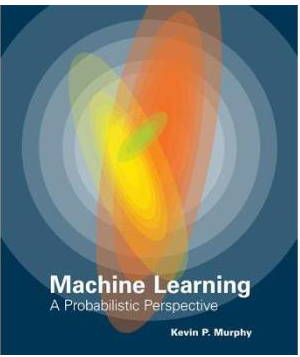 Machine Learning
A Probabilistic Perspective
Kevin P. Murphy